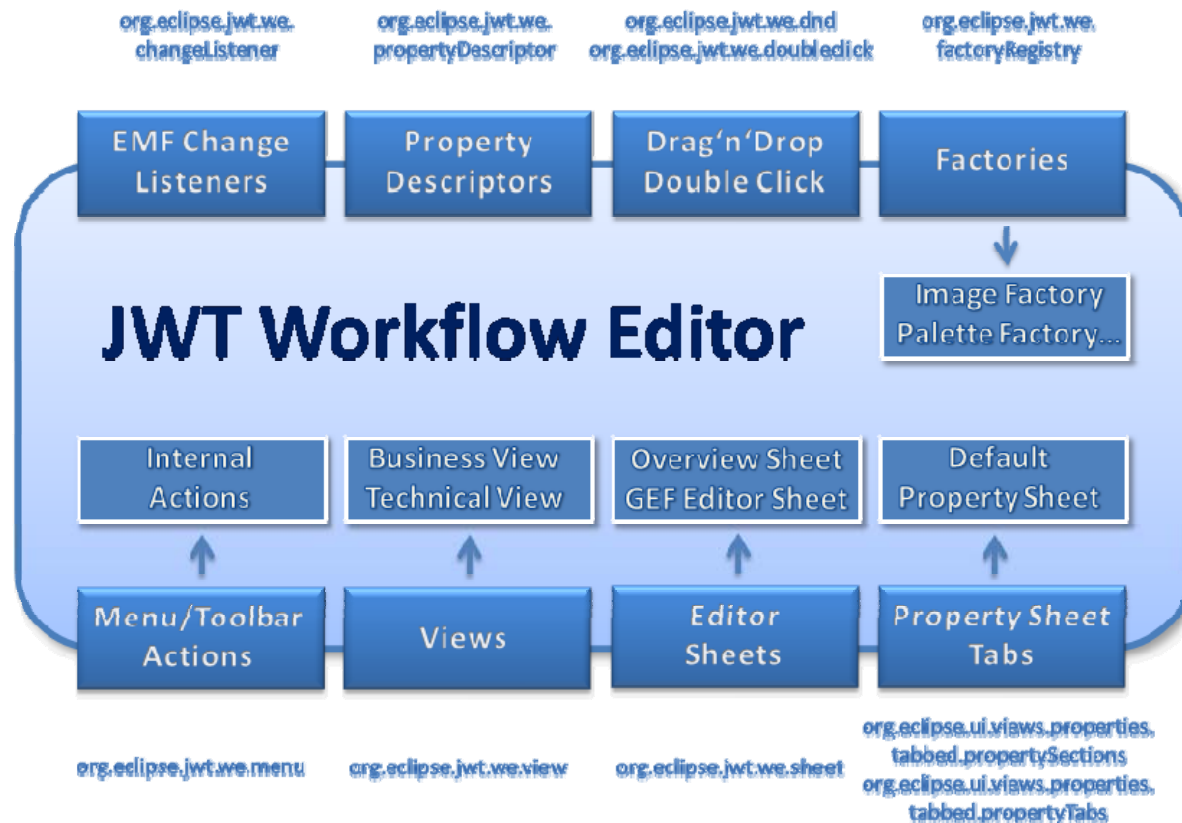 org.eclipse.jwt.we.
changeListener
org.eclipse.jwt.we.
propertyDescriptor
org.eclipse.jwt.we.dnd
org.eclipse.jwt.we.doubleclick
org.eclipse.jwt.we.
factoryRegistry
EMF Change
Listeners
Property
Descriptors
Drag‘n‘Drop
Double Click
Factories
Image Factory
Palette Factory...
JWT Workflow Editor
Internal
Actions
Business View
Technical View
Overview Sheet
GEF Editor Sheet
Default
Property Sheet
Menu/Toolbar
Actions
Views
Editor
Sheets
Property Sheet
Tabs
org.eclipse.jwt.we.menu
org.eclipse.jwt.we.view
org.eclipse.jwt.we.sheet
org.eclipse.ui.views.properties.
tabbed.propertySections
org.eclipse.ui.views.properties.
tabbed.propertyTabs